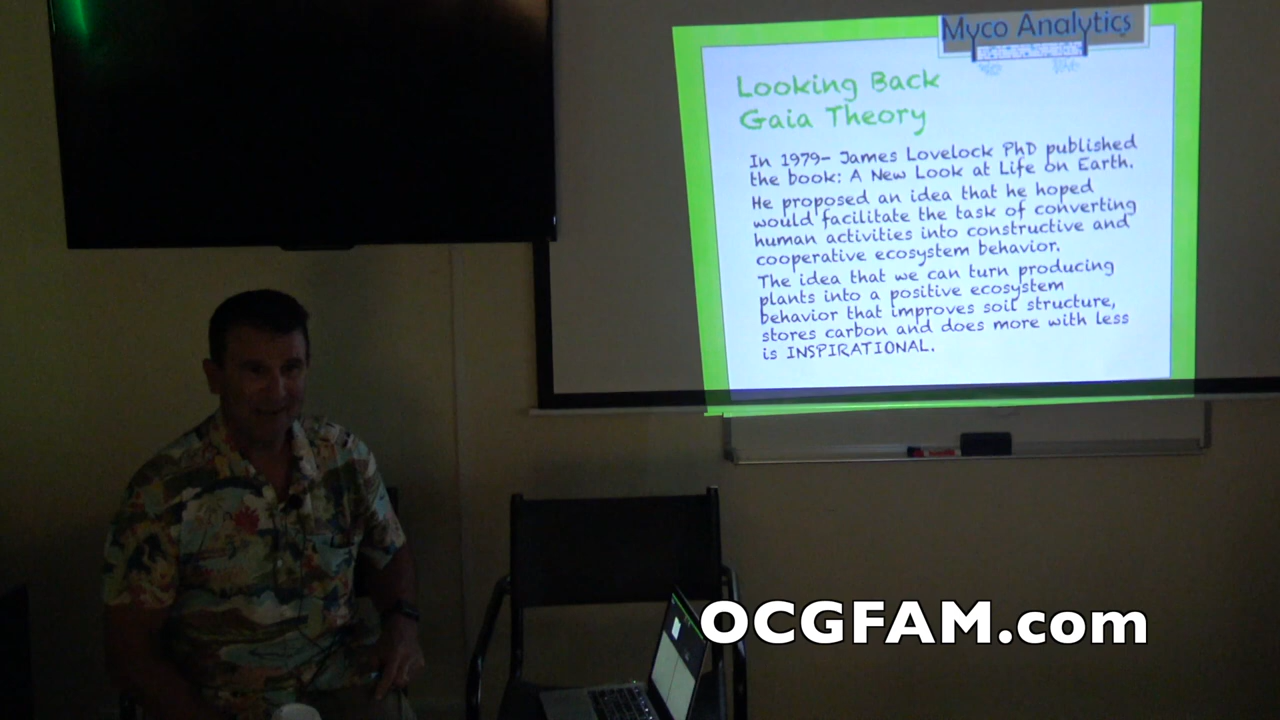 Myco Analytics
Looking Back
Gaia Theory
In 1979- James Lovelock PhD published
the book: A New Look at Life on Earth.
He proposed an idea that he hoped
would facilitate the task of converting
human activities into constructive and
cooperative ecosystem behavior.
The idea that we can turn producing
plants into a positive ecosystem
behavior that improves soil structure,
stores carbon and does more with less
is INSPIRATIONAL.
OCGFAM.com